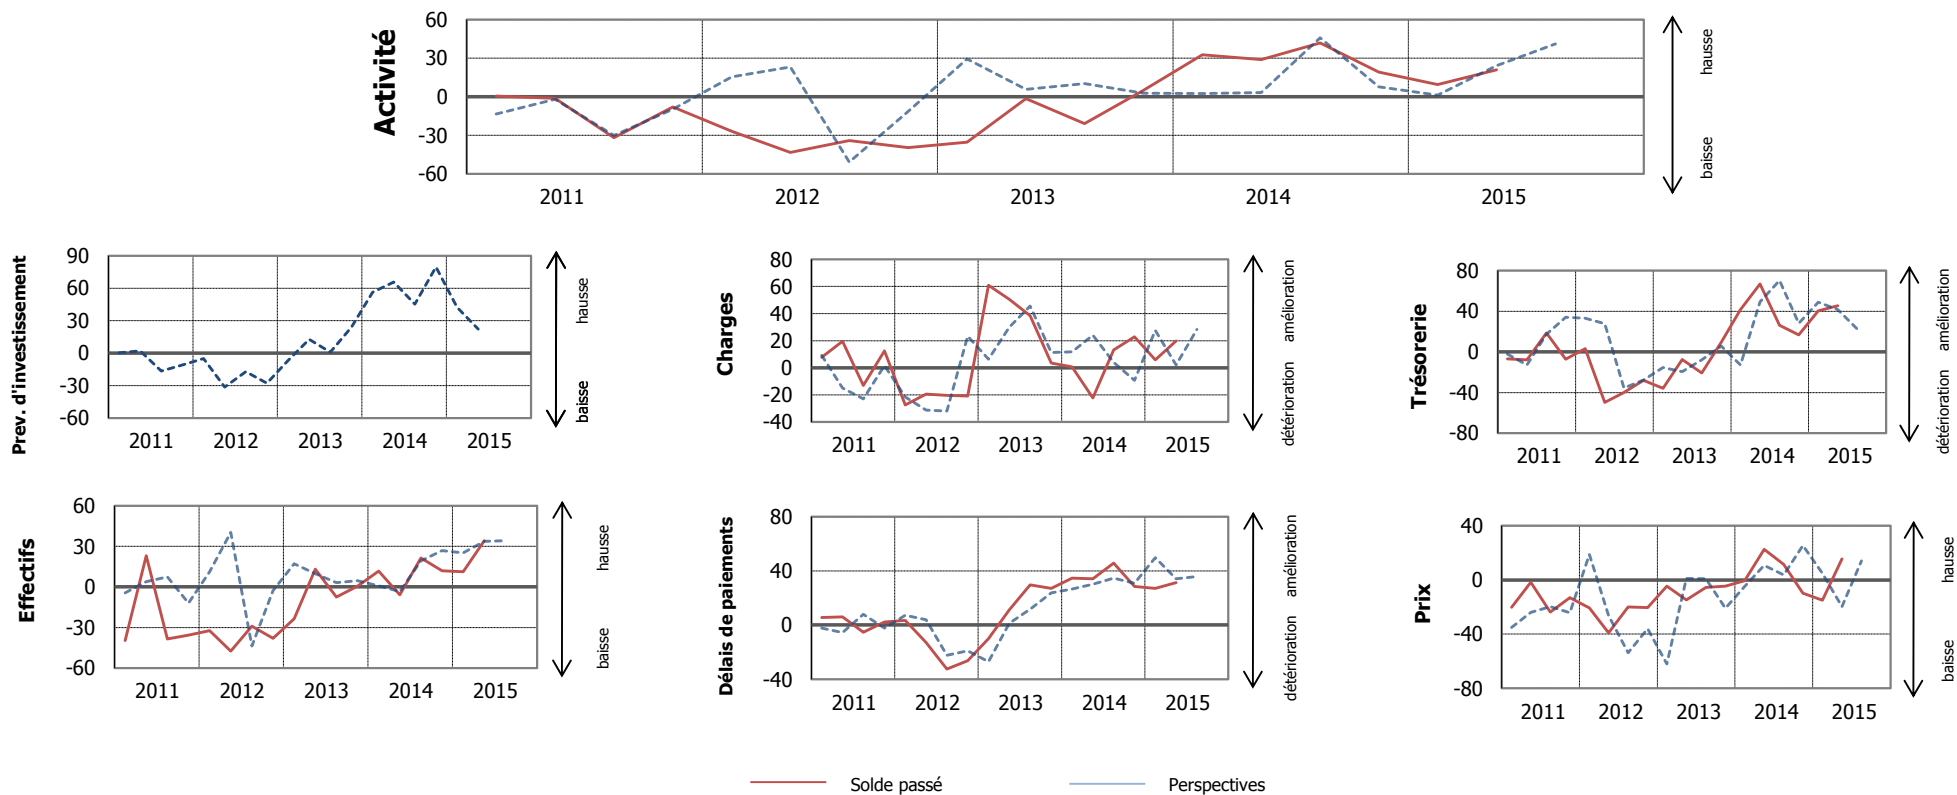 Activité
60
30
0
-30
-60
2011 2012 2013 2014 2015
hausse
baisse
Prev. d'investissement
90
60
30
0
-30
-60
2011 2012 2013 2014 2015
hausse
baisse
Charges
80
60
40
20
0
-20
-40
2011 2012 2013 2014 2015
amélioration
détérioration
Trésorerie
80
40
0
-40
-80
2011 2012 2013 2014 2015
amélioration
détérioration
Effectifs
60
30
0
-30
-60
2011 2012 2013 2014 2015
hausse
baisse
Délais de paiements
80
40
0
-40
2011 2012 2013 2014 2015
amélioration
détérioration
Prix
40
0
-40
-80
2011 2012 2013 2014 2015
hausse
baisse
Solde passé Perspectives